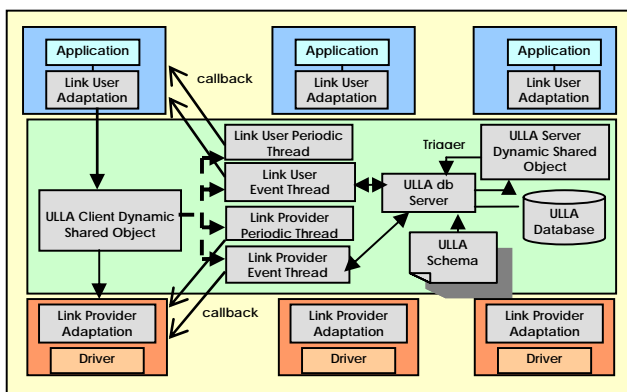 Application
Link User
Adaptation
Application
Link User
Adaptation
Application
Link User
Adaptation
callback
Link User Periodic
Thread
Link User
Event Thread
Link Provider
Periodic Thread
Link Provider
Event Thread
ULLA Client Dynamic
Shared Object
Trigger
ULLA db
Server
ULLA Server
Dynamic Shared
Object
ULLA
Database
ULLA
Schema
callback
Link Provider
Adaptation
Driver
Link Provider
Adaptation
Driver
Link Provider
Adaptation
Driver